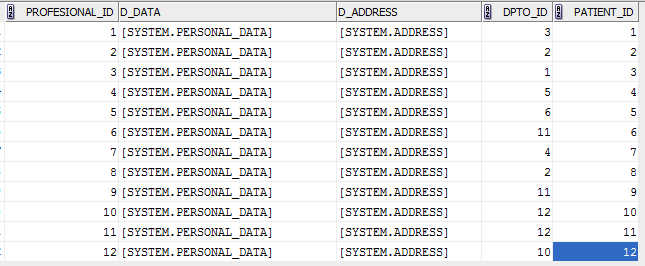 PROFESIONAL_ID D_DATA D_ADDRESS DPTO_ID PATIENT_ID
1 [SYSTEM.PERSONAL_DATA] [SYSTEM.ADDRESS] 3 1
2 [SYSTEM.PERSONAL_DATA] [SYSTEM.ADDRESS] 2 2
3 [SYSTEM.PERSONAL_DATA] [SYSTEM.ADDRESS] 1 3
4 [SYSTEM.PERSONAL_DATA] [SYSTEM.ADDRESS] 5 4
5 [SYSTEM.PERSONAL_DATA] [SYSTEM.ADDRESS] 6 5
6 [SYSTEM.PERSONAL_DATA] [SYSTEM.ADDRESS] 11 6
7 [SYSTEM.PERSONAL_DATA] [SYSTEM.ADDRESS] 4 7
8 [SYSTEM.PERSONAL_DATA] [SYSTEM.ADDRESS] 2 8
9 [SYSTEM.PERSONAL_DATA] [SYSTEM.ADDRESS] 11 9
10 [SYSTEM.PERSONAL_DATA] [SYSTEM.ADDRESS] 12 10
11 [SYSTEM.PERSONAL_DATA] [SYSTEM.ADDRESS] 12 11
12 [SYSTEM.PERSONAL_DATA] [SYSTEM.ADDRESS] 10 12